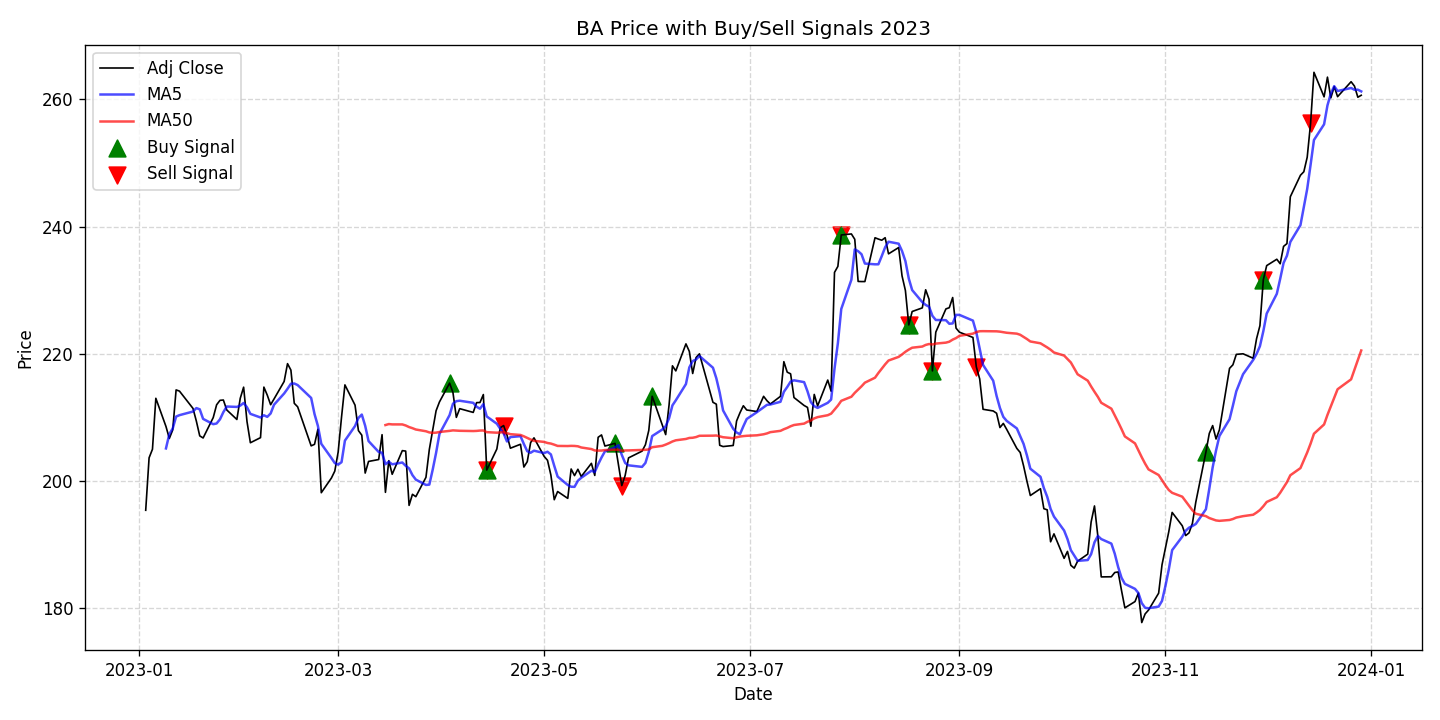 BA Price with Buy/Sell Signals 2023
Adj Close
MA5
MA50
Buy Signal
Sell Signal
Price
260
240
220
200
180
2023-01 2023-03 2023-05 2023-07 2023-09 2023-11 2024-01
Date